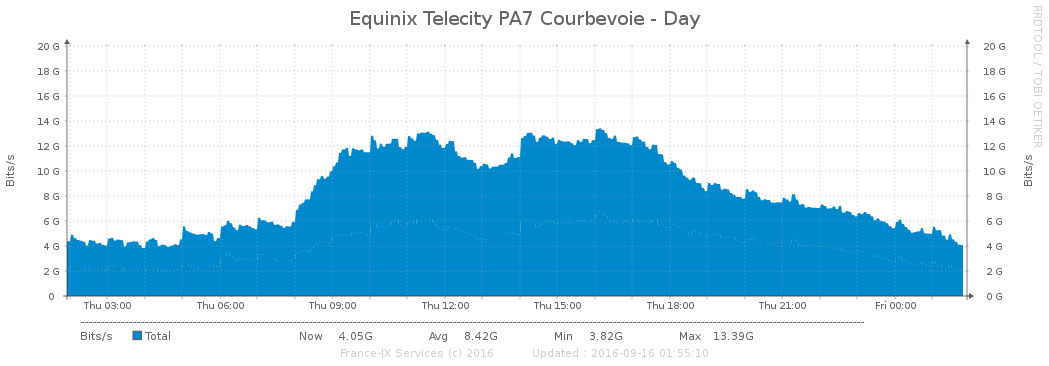 Equinix Telecity PA7 Courbevoie - Day
RRDTOOL / TOBI OETIKER
Bits/s
20 G 20 G
18 G 18 G
16 G 16 G
14 G 14 G
12 G 12 G
10 G 10 G
8 G 8 G
6 G 6 G
4 G 4 G
2 G 2 G
0 0 G
Bits/s
Thu 03:00 Thu 06:00 Thu 09:00 Thu 12:00 Thu 15:00 Thu 18:00 Thu 21:00 Fri 00:00
Bits/s Total Now 4.05G Avg 8.42G Min 3.82G Max 13.39G
France-IX Services (c) 2016 Updated : 2016-09-16 01:55:10